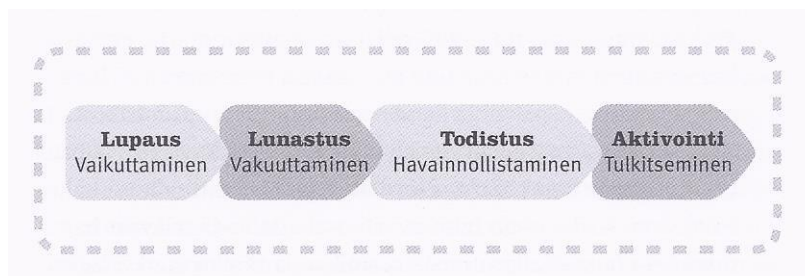 Lupaus
Vaikuttaminen
Lunastus
Vakuuttaminen
Todistus
Havainnollistaminen
Aktivointi
Tulkitseminen